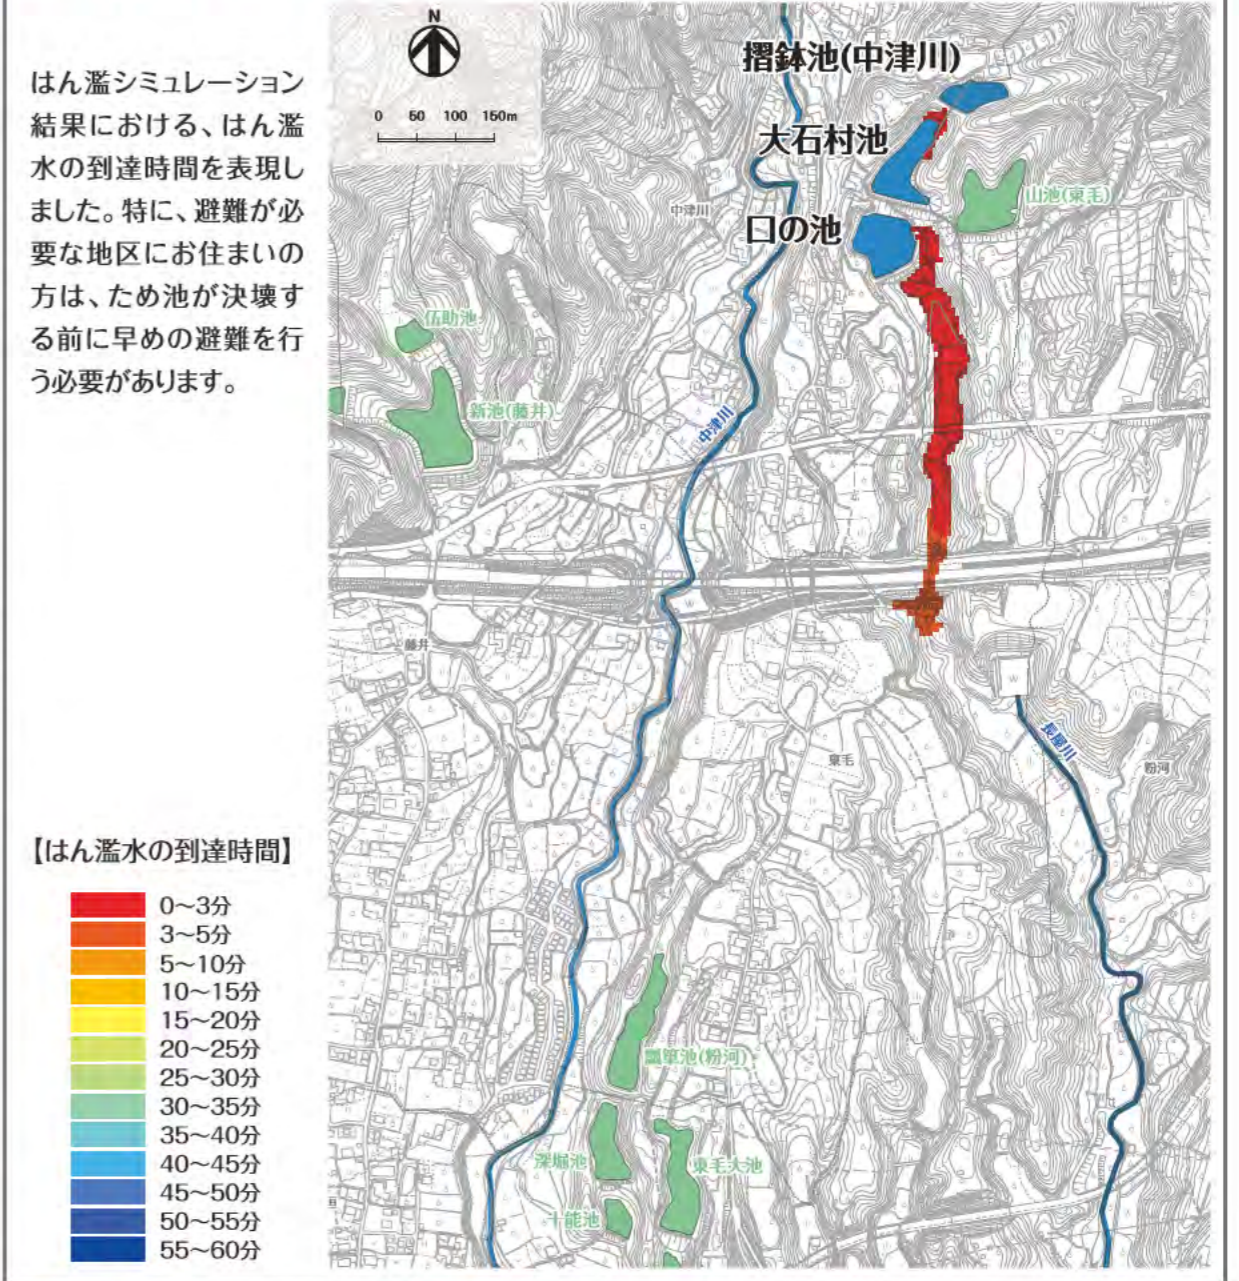 はん濫シミュレーション
結果における、はん濫
水の到達時間を表現し
ました。特に、避難が必
要な地区にお住まいの
方は、ため池が決壊す
る前に早めの避難を行
う必要があります。
N
0 50 100 150m
摺鉢池(中津川)
大石村池
山池(東毛)
中津川
口の池
伍助池
新池(藤井)
中津川
藤井
長屋川
東毛
粉河
【はん濫水の到達時間】
0～3分
3～5分
5～10分
10～15分
15～20分
20～25分
25～30分
30～35分
35～40分
40～45分
45～50分
50～55分
55～60分
瓢箪池(粉河)
深堀池
東毛大池
十能池